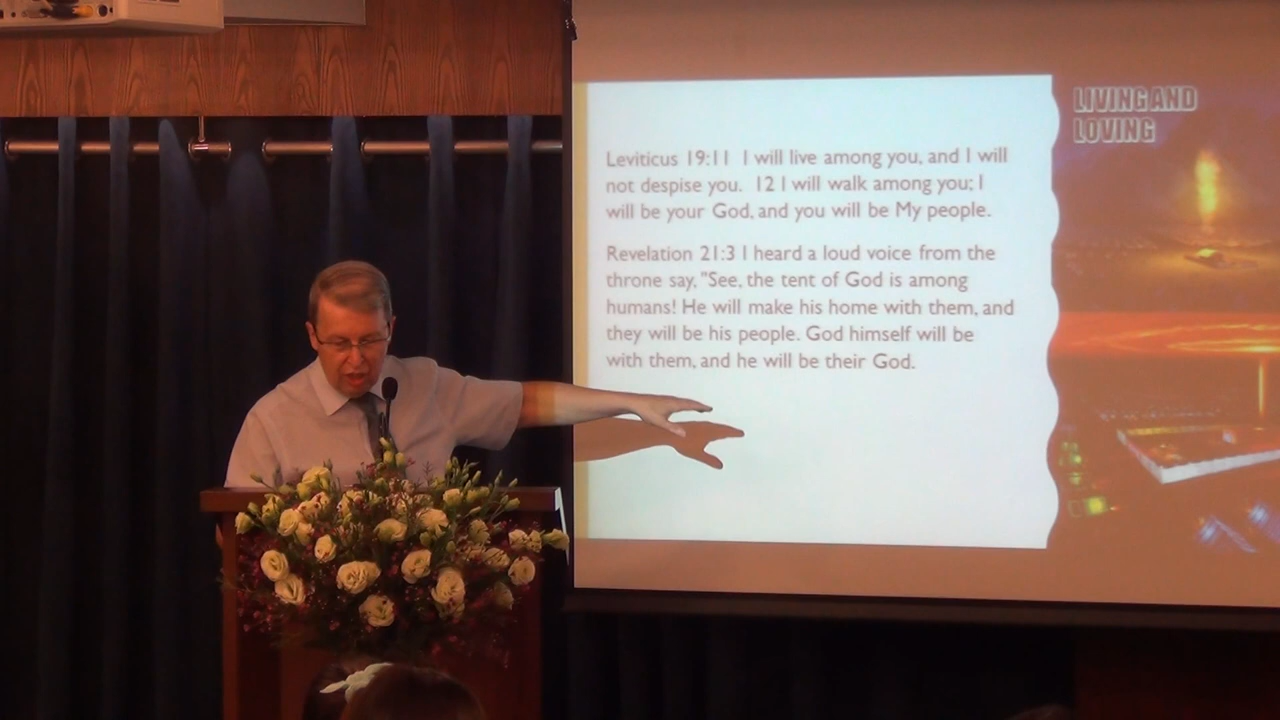 LIVING AND
LOVING
Leviticus 19:11 I will live among you, and I will
not despise you. 12 I will walk among you; I
will be your God, and you will be My people.
Revelation 21:3 I heard a loud voice from the
throne say, "See, the tent of God is among
humans! He will make his home with them, and
they will be his people. God himself will be
with them, and he will be their God.